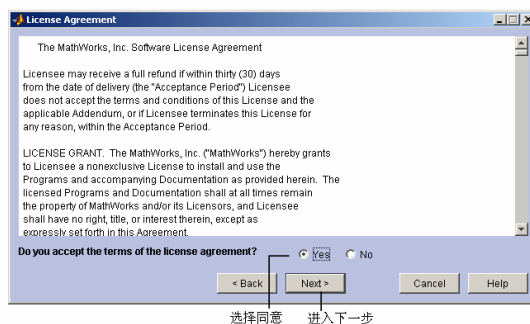 License Agreement
The MathWorks, Inc. Software License Agreement
Licensee may receive a full refund if within thirty (30) days
from the date of delivery (the "Acceptance Period") Licensee
does not accept the terms and conditions of this License and the
applicable Addendum, or if Licensee terminates this License for
any reason, within the Acceptance Period.
LICENSE GRANT. The MathWorks, Inc. ("MathWorks") hereby grants
to Licensee a nonexclusive License to install and use the
Programs and accompanying Documentation as provided herein. The
licensed Programs and Documentation shall at all times remain
the property of MathWorks and/or its Licensors, and Licensee
shall have no right, title, or interest therein, except as
expressly set forth in this Agreement.
Do you accept the terms of the license agreement? Yes No
< Back Next > Cancel Help
选择同意 进入下一步